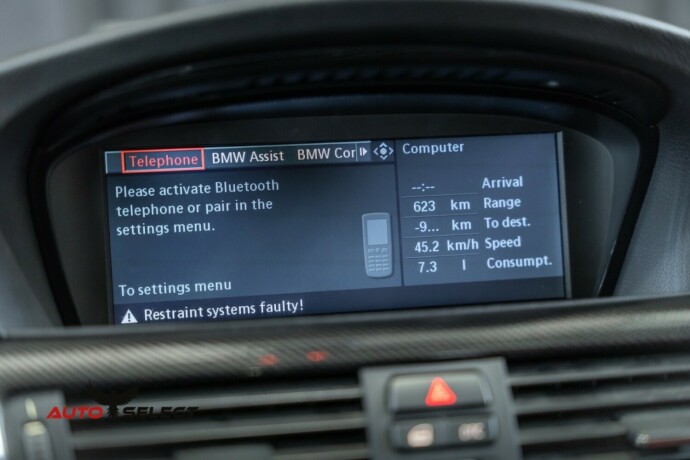 Telephone BMW Assist BMW Cor
Please activate Bluetooth
telephone or pair in the
settings menu.
To settings menu
Restraint systems faulty!
Computer
--:-- Arrival
623 km Range
-9... km To dest.
45.2 km/h Speed
7.3 l Consumpt.
AUTO SELECT